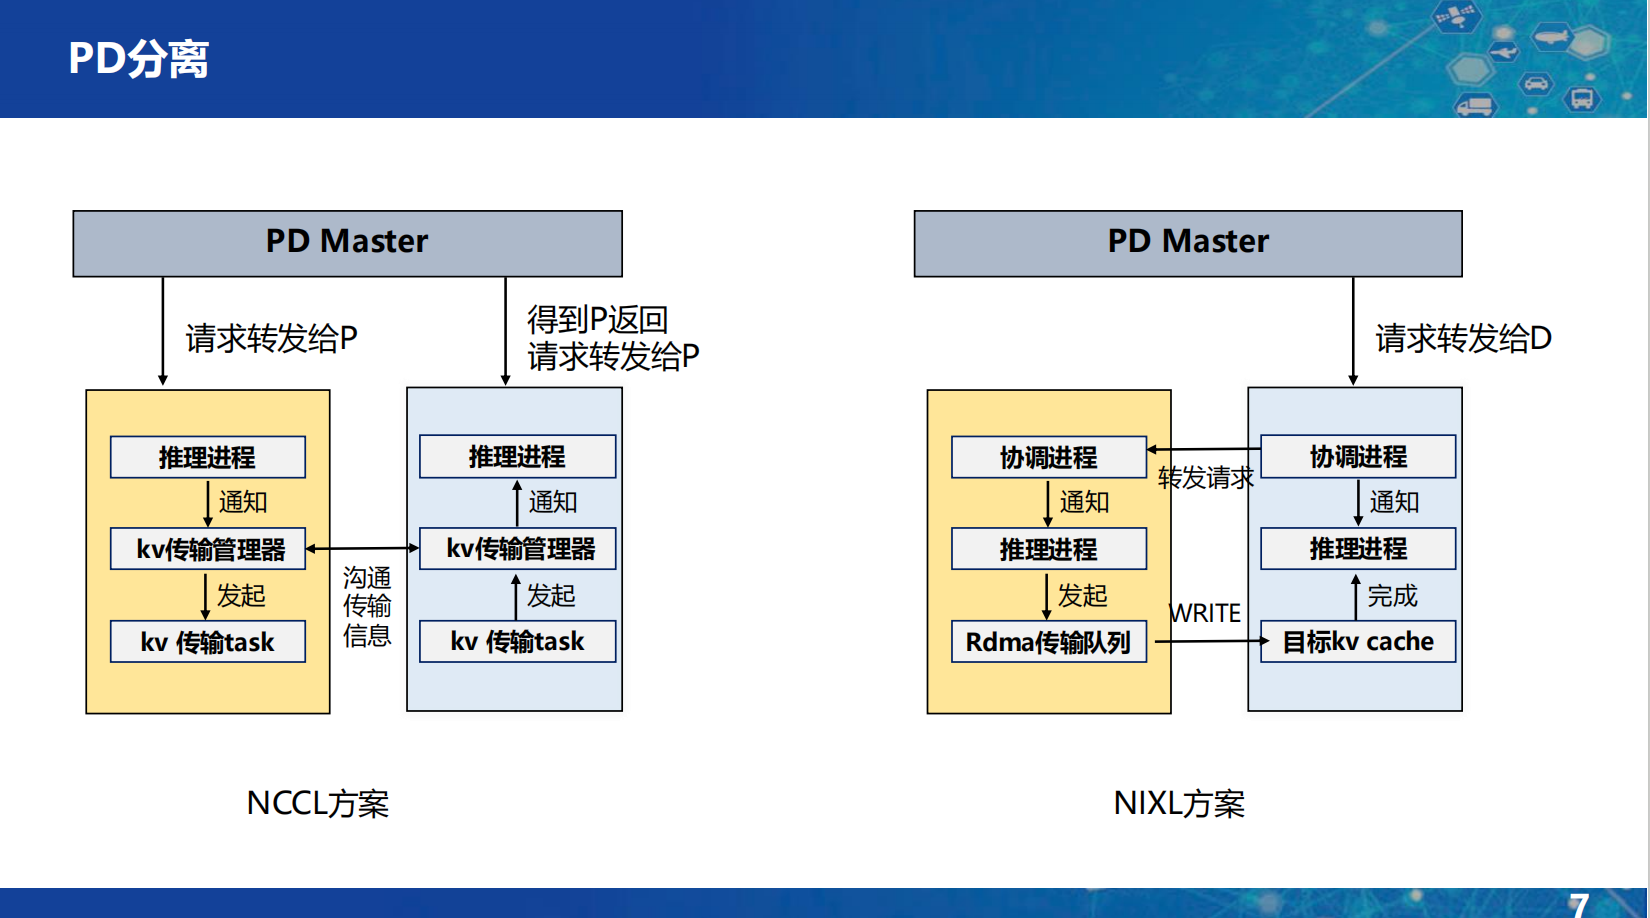 PD分离
PD Master
请求转发给P
得到P返回
请求转发给P
推理进程
通知
kv传输管理器
发起
kv 传输task
沟通
传输
信息
推理进程
通知
kv传输管理器
发起
kv 传输task
NCCL方案
PD Master
请求转发给D
协调进程
转发请求
通知
推理进程
发起
Rdma传输队列
WRITE
协调进程
通知
推理进程
完成
目标kv cache
NIXL方案
7